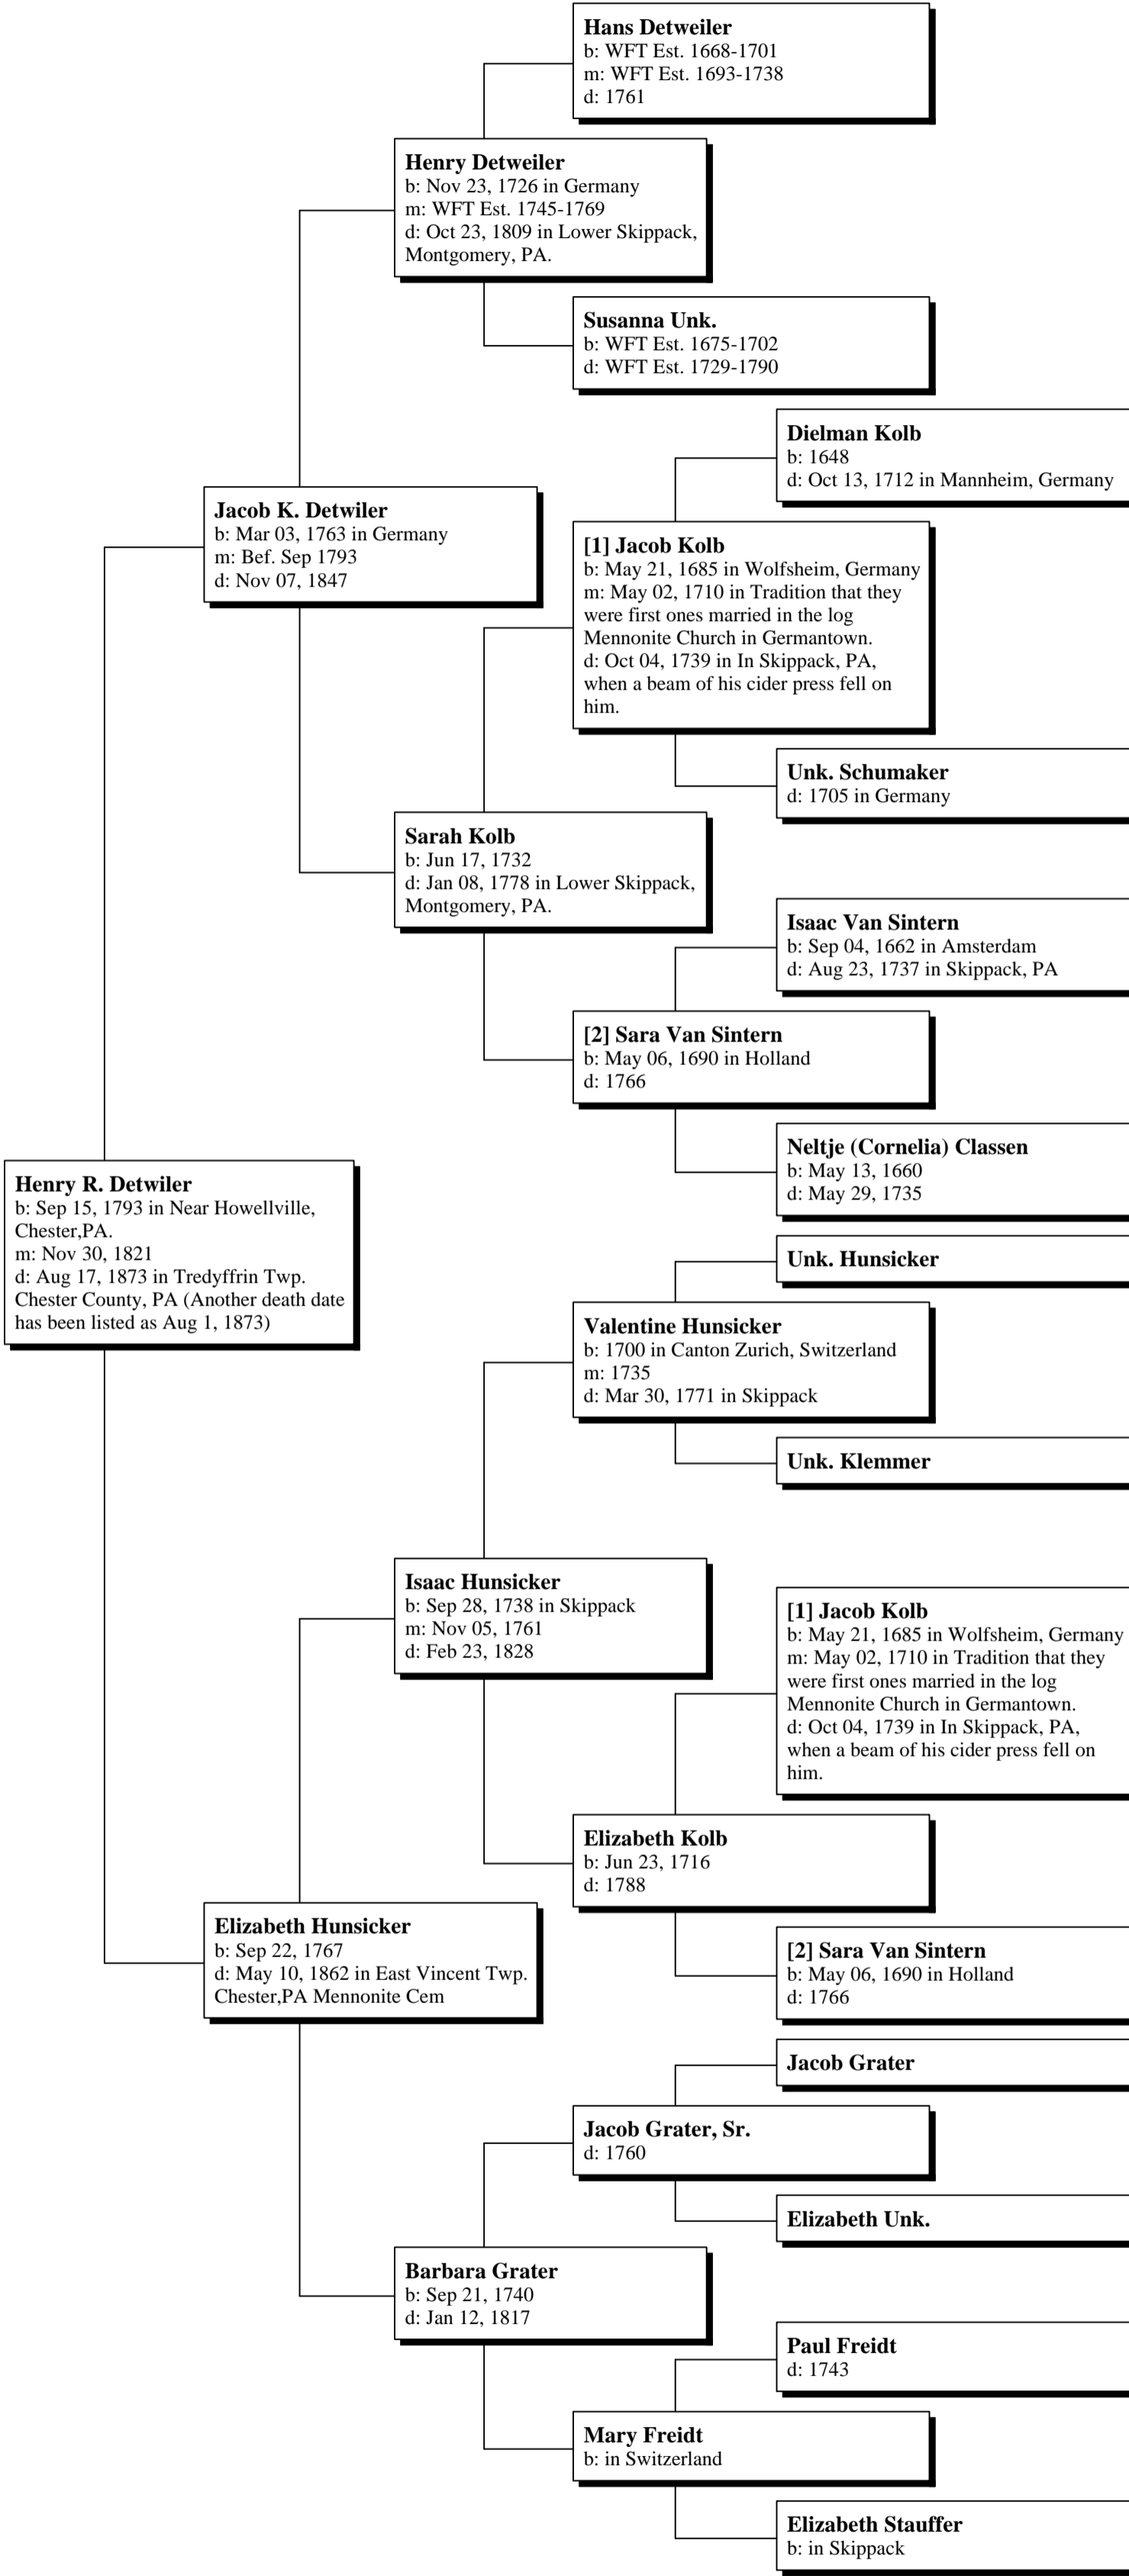 Hans Detweiler
b: WFT Est. 1668-1701
m: WFT Est. 1693-1738
d: 1761
Henry Detweiler
b: Nov 23, 1726 in Germany
m: WFT Est. 1745-1769
d: Oct 23, 1809 in Lower Skippack,
Montgomery, PA.
Susanna Unk.
b: WFT Est. 1675-1702
d: WFT Est. 1729-1790
Dielman Kolb
b: 1648
d: Oct 13, 1712 in Mannheim, Germany
Jacob K. Detwiler
b: Mar 03, 1763 in Germany
m: Bef. Sep 1793
d: Nov 07, 1847
[1] Jacob Kolb
b: May 21, 1685 in Wolfsheim, Germany
m: May 02, 1710 in Tradition that they
were first ones married in the log
Mennonite Church in Germantown.
d: Oct 04, 1739 in In Skippack, PA,
when a beam of his cider press fell on
him.
Unk. Schumaker
d: 1705 in Germany
Sarah Kolb
b: Jun 17, 1732
d: Jan 08, 1778 in Lower Skippack,
Montgomery, PA.
Isaac Van Sintern
b: Sep 04, 1662 in Amsterdam
d: Aug 23, 1737 in Skippack, PA
[2] Sara Van Sintern
b: May 06, 1690 in Holland
d: 1766
Neltje (Cornelia) Classen
b: May 13, 1660
d: May 29, 1735
Henry R. Detwiler
b: Sep 15, 1793 in Near Howellville,
Chester,PA.
m: Nov 30, 1821
d: Aug 17, 1873 in Tredyffrin Twp.
Chester County, PA (Another death date
has been listed as Aug 1, 1873)
Unk. Hunsicker
Valentine Hunsicker
b: 1700 in Canton Zurich, Switzerland
m: 1735
d: Mar 30, 1771 in Skippack
Unk. Klemmer
Isaac Hunsicker
b: Sep 28, 1738 in Skippack
m: Nov 05, 1761
d: Feb 23, 1828
[1] Jacob Kolb
b: May 21, 1685 in Wolfsheim, Germany
m: May 02, 1710 in Tradition that they
were first ones married in the log
Mennonite Church in Germantown.
d: Oct 04, 1739 in In Skippack, PA,
when a beam of his cider press fell on
him.
Elizabeth Kolb
b: Jun 23, 1716
d: 1788
Elizabeth Hunsicker
b: Sep 22, 1767
d: May 10, 1862 in East Vincent Twp.
Chester,PA Mennonite Cem
[2] Sara Van Sintern
b: May 06, 1690 in Holland
d: 1766
Jacob Grater
Jacob Grater, Sr.
d: 1760
Elizabeth Unk.
Barbara Grater
b: Sep 21, 1740
d: Jan 12, 1817
Paul Freidt
d: 1743
Mary Freidt
b: in Switzerland
Elizabeth Stauffer
b: in Skippack